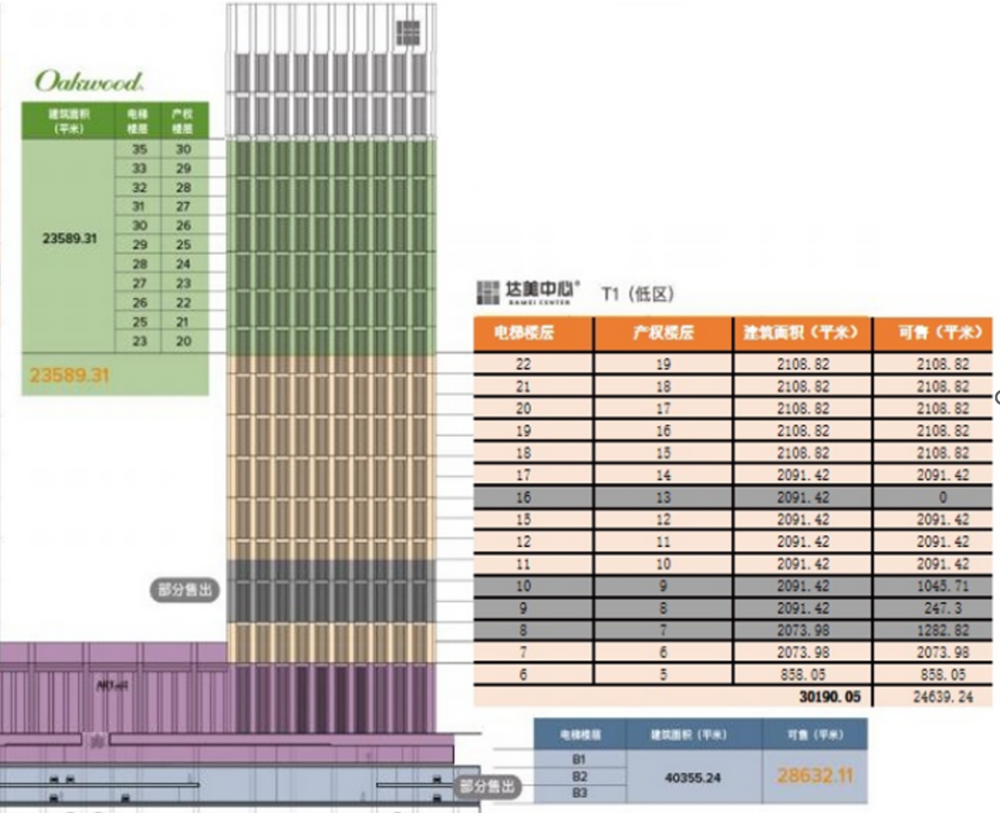 Oakwood
建筑面积
（平米）
电梯
楼层
产权
楼层
35 30
33 29
32 28
31 27
30 26
23589.31
29 25
28 24
27 23
26 22
25 21
23 20
23589.31
达美中心®
DAMEI CENTER
T1（低区）
电梯楼层 产权楼层 建筑面积（平米） 可售（平米）
22 19 2108.82 2108.82
21 18 2108.82 2108.82
20 17 2108.82 2108.82
19 16 2108.82 2108.82
18 15 2108.82 2108.82
17 14 2091.42 2091.42
16 13 2091.42 0
15 12 2091.42 2091.42
12 11 2091.42 2091.42
11 10 2091.42 2091.42
10 9 2091.42 1045.71
9 8 2091.42 247.3
8 7 2073.98 1282.82
7 6 2073.98 2073.98
6 5 858.05 858.05
30190.05 24639.24
部分售出
电梯楼层 建筑面积（平米） 可售（平米）
B1
B2 40355.24 28632.11
B3
部分售出